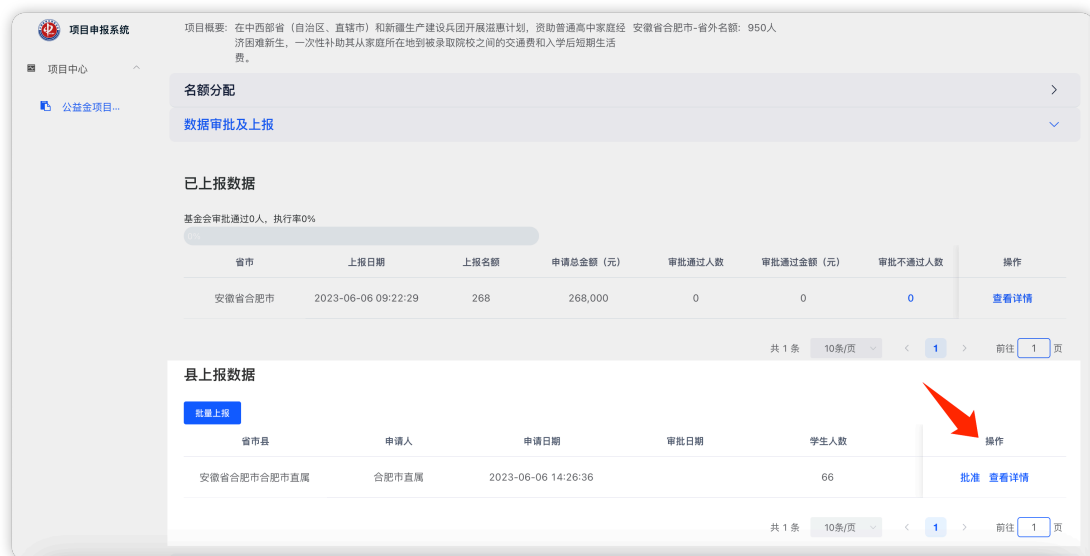 项目申报系统
项目中心
公益金项目...
项目概要: 在中西部省（自治区、直辖市）和新疆生产建设兵团开展滋惠计划，资助普通高中家庭经
济困难新生，一次性补助其从家庭所在地到被录取院校之间的交通费和入学后短期生活
费。
安徽省合肥市-省外名额: 950人
名额分配
数据审批及上报
已上报数据
基金会审批通过0人，执行率0%
0%
省市 上报日期 上报名额 申请总金额（元） 审批通过人数 审批通过金额（元） 审批不通过人数 操作
安徽省合肥市 2023-06-06 09:22:29 268 268,000 0 0 0 查看详情
共 1 条 10条/页 < 1 > 前往 1 页
县上报数据
批量上报
省市县 申请人 申请日期 审批日期 学生人数 操作
安徽省合肥市合肥市直属 合肥市直属 2023-06-06 14:26:36 66 批准 查看详情
共 1 条 10条/页 < 1 > 前往 1 页